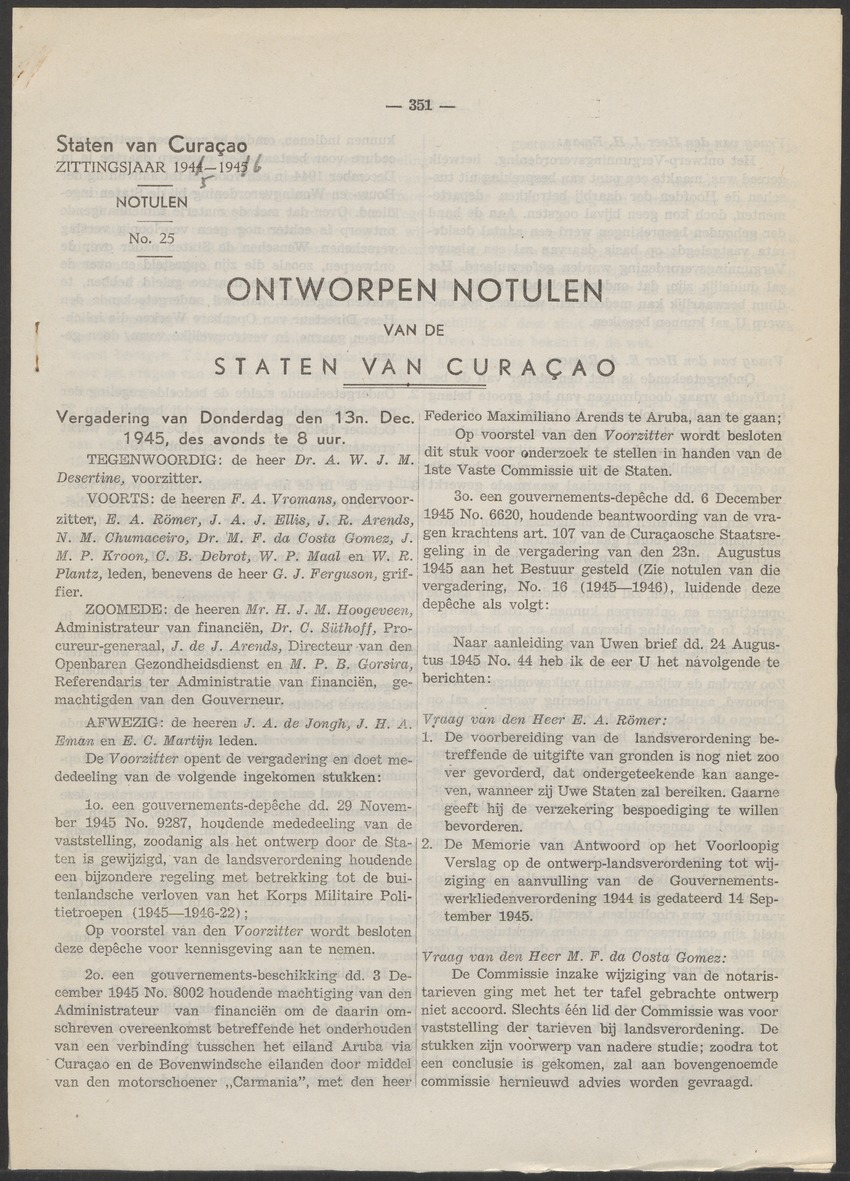 — 351 —
Staten van Curaçao
ZITTINGSJAAR 1944—1945
5 6
NOTULEN
No. 25
ONTWORPEN NOTULEN
VAN DE
STATEN VAN CURAÇAO
Vergadering van Donderdag den 13n. Dec.
1945, des avonds te 8 uur.
TEGENWOORDIG: de heer Dr. A. W. J. M.
Desertine, voorzitter.
VOORTS: de heeren F. A. Vromans, ondervoor-
zitter, E. A. Römer, J. A. J. Ellis, J. R. Arends,
N. M. Chumaceiro, Dr. M. F. da Costa Gomez, J.
M. P. Kroon, C. B. Debrot, W. P. Maal en W. R.
Plantz, leden, benevens de heer G. J. Ferguson, grif-
fier.
ZOOMEDE: de heeren Mr. H. J. M. Hoogeveen,
Administrateur van financiën, Dr. C. Süthoff, Pro-
cureur-generaal, J. de J. Arends, Directeur van den
Openbaren Gezondheidsdienst en M. P. B. Gorsira,
Referendaris ter Administratie van financiën, ge-
machtigden van den Gouverneur.
AFWEZIG: de heeren J. A. de Jongh, J. H. A.
Eman en E. C. Martijn leden.
De Voorzitter opent de vergadering en doet me-
dedeeling van de volgende ingekomen stukken:
1o. een gouvernements-depêche dd. 29 Novem-
ber 1945 No. 9287, houdende mededeeling van de
vaststelling, zoodanig als het ontwerp door de Sta-
ten is gewijzigd, van de landsverordening houdende
een bijzondere regeling met betrekking tot de bui-
tenlandsche verloven van het Korps Militaire Poli-
tietroepen (1945—1946-22);
Op voorstel van den Voorzitter wordt besloten
deze depêche voor kennisgeving aan te nemen.
2o. een gouvernements-beschikking dd. 3 De-
cember 1945 No. 8002 houdende machtiging van den
Administrateur van financiën om de daarin om-
schreven overeenkomst betreffende het onderhouden
van een verbinding tusschen het eiland Aruba via
Curaçao en de Bovenwindsche eilanden door middel
van den motorschoener „Carmania”, met den heer
Federico Maximiliano Arends te Aruba, aan te gaan;
Op voorstel van den Voorzitter wordt besloten
dit stuk voor onderzoek te stellen in handen van de
1ste Vaste Commissie uit de Staten.
3o. een gouvernements-depêche dd. 6 December
1945 No. 6620, houdende beantwoording van de vra-
gen krachtens art. 107 van de Curaçaosche Staatsre-
geling in de vergadering van den 23n. Augustus
1945 aan het Bestuur gesteld (Zie notulen van die
vergadering, No. 16 (1945—1946), luidende deze
depêche als volgt:
Naar aanleiding van Uwen brief dd. 24 Augus-
tus 1945 No. 44 heb ik de eer U het navolgende te
berichten:
Vraag van den Heer E. A. Römer:
1. De voorbereiding van de landsverordening be-
treffende de uitgifte van gronden is nog niet zoo
ver gevorderd, dat ondergeteekende kan aange-
ven, wanneer zij Uwe Staten zal bereiken. Gaarne
geeft hij de verzekering bespoediging te willen
bevorderen.
2. De Memorie van Antwoord op het Voorloopig
Verslag op de ontwerp-landsverordening tot wij-
ziging en aanvulling van de Gouvernements-
werkliedenverordening 1944 is gedateerd 14 Sep-
tember 1945.
Vraag van den Heer M. F. da Costa Gomez:
De Commissie inzake wijziging van de notaris-
tarieven ging met het ter tafel gebrachte ontwerp
niet accoord. Slechts één lid der Commissie was voor
vaststelling der tarieven bij landsverordening. De
stukken zijn voorwerp van nadere studie; zoodra tot
een conclusie is gekomen, zal aan bovengenoemde
commissie hernieuwd advies worden gevraagd.